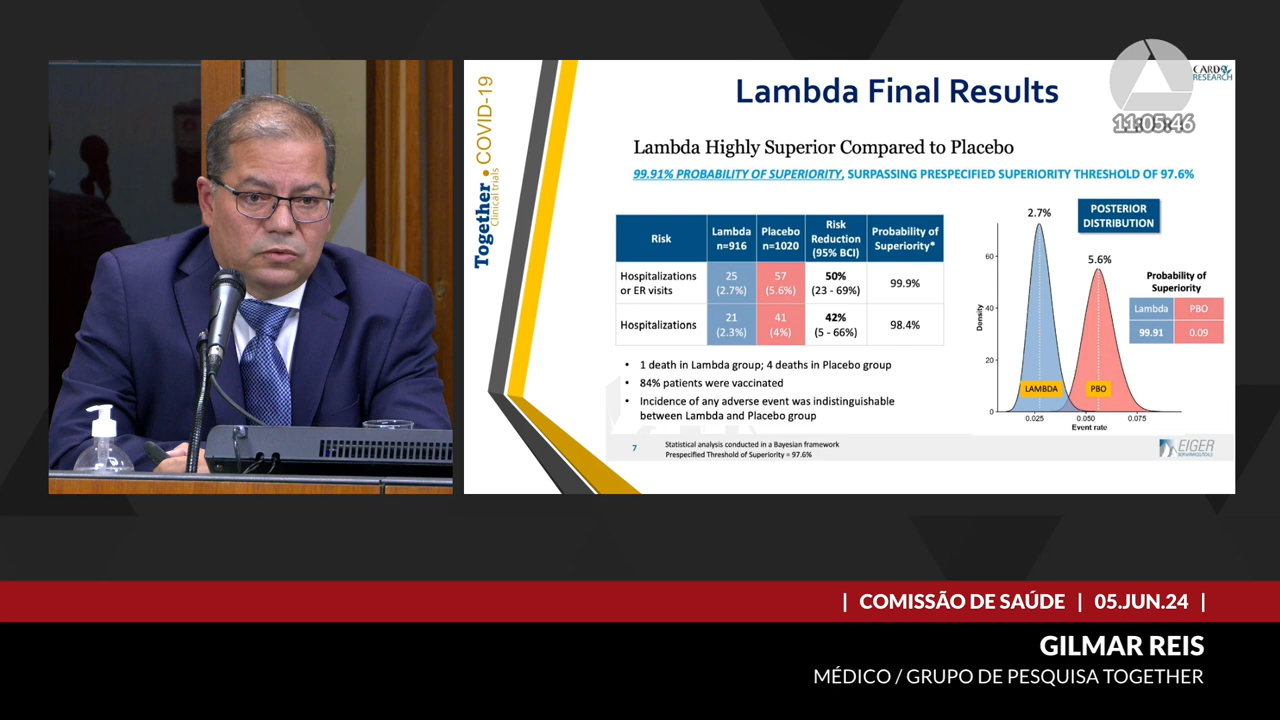 Together • COVID-19
Clinical trials
Lambda Final Results
CARD
RESEARCH
11:05:46
Lambda Highly Superior Compared to Placebo
99.91% PROBABILITY OF SUPERIORITY, SURPASSING PRESPECIFIED SUPERIORITY THRESHOLD OF 97.6%
Risk
Lambda
n=916
Placebo
n=1020
Risk
Reduction
(95% BCI)
Probability of
Superiority*
Hospitalizations
or ER visits
25
(2.7%)
57
(5.6%)
50%
(23 - 69%)
99.9%
Hospitalizations
21
(2.3%)
41
(4%)
42%
(5 - 66%)
98.4%
• 1 death in Lambda group; 4 deaths in Placebo group
• 84% patients were vaccinated
• Incidence of any adverse event was indistinguishable
between Lambda and Placebo group
POSTERIOR
DISTRIBUTION
2.7%
5.6%
Density
60
40
20
0
LAMBDA
PBO
0.025
0.050
0.075
Event rate
Probability of
Superiority
Lambda
PBO
99.91
0.09
7
Statistical analysis conducted in a Bayesian framework
Prespecified Threshold of Superiority = 97.6%
EIGER
BIOPHARMACEUTICALS
| COMISSÃO DE SAÚDE | 05.JUN.24 |
GILMAR REIS
MÉDICO / GRUPO DE PESQUISA TOGETHER